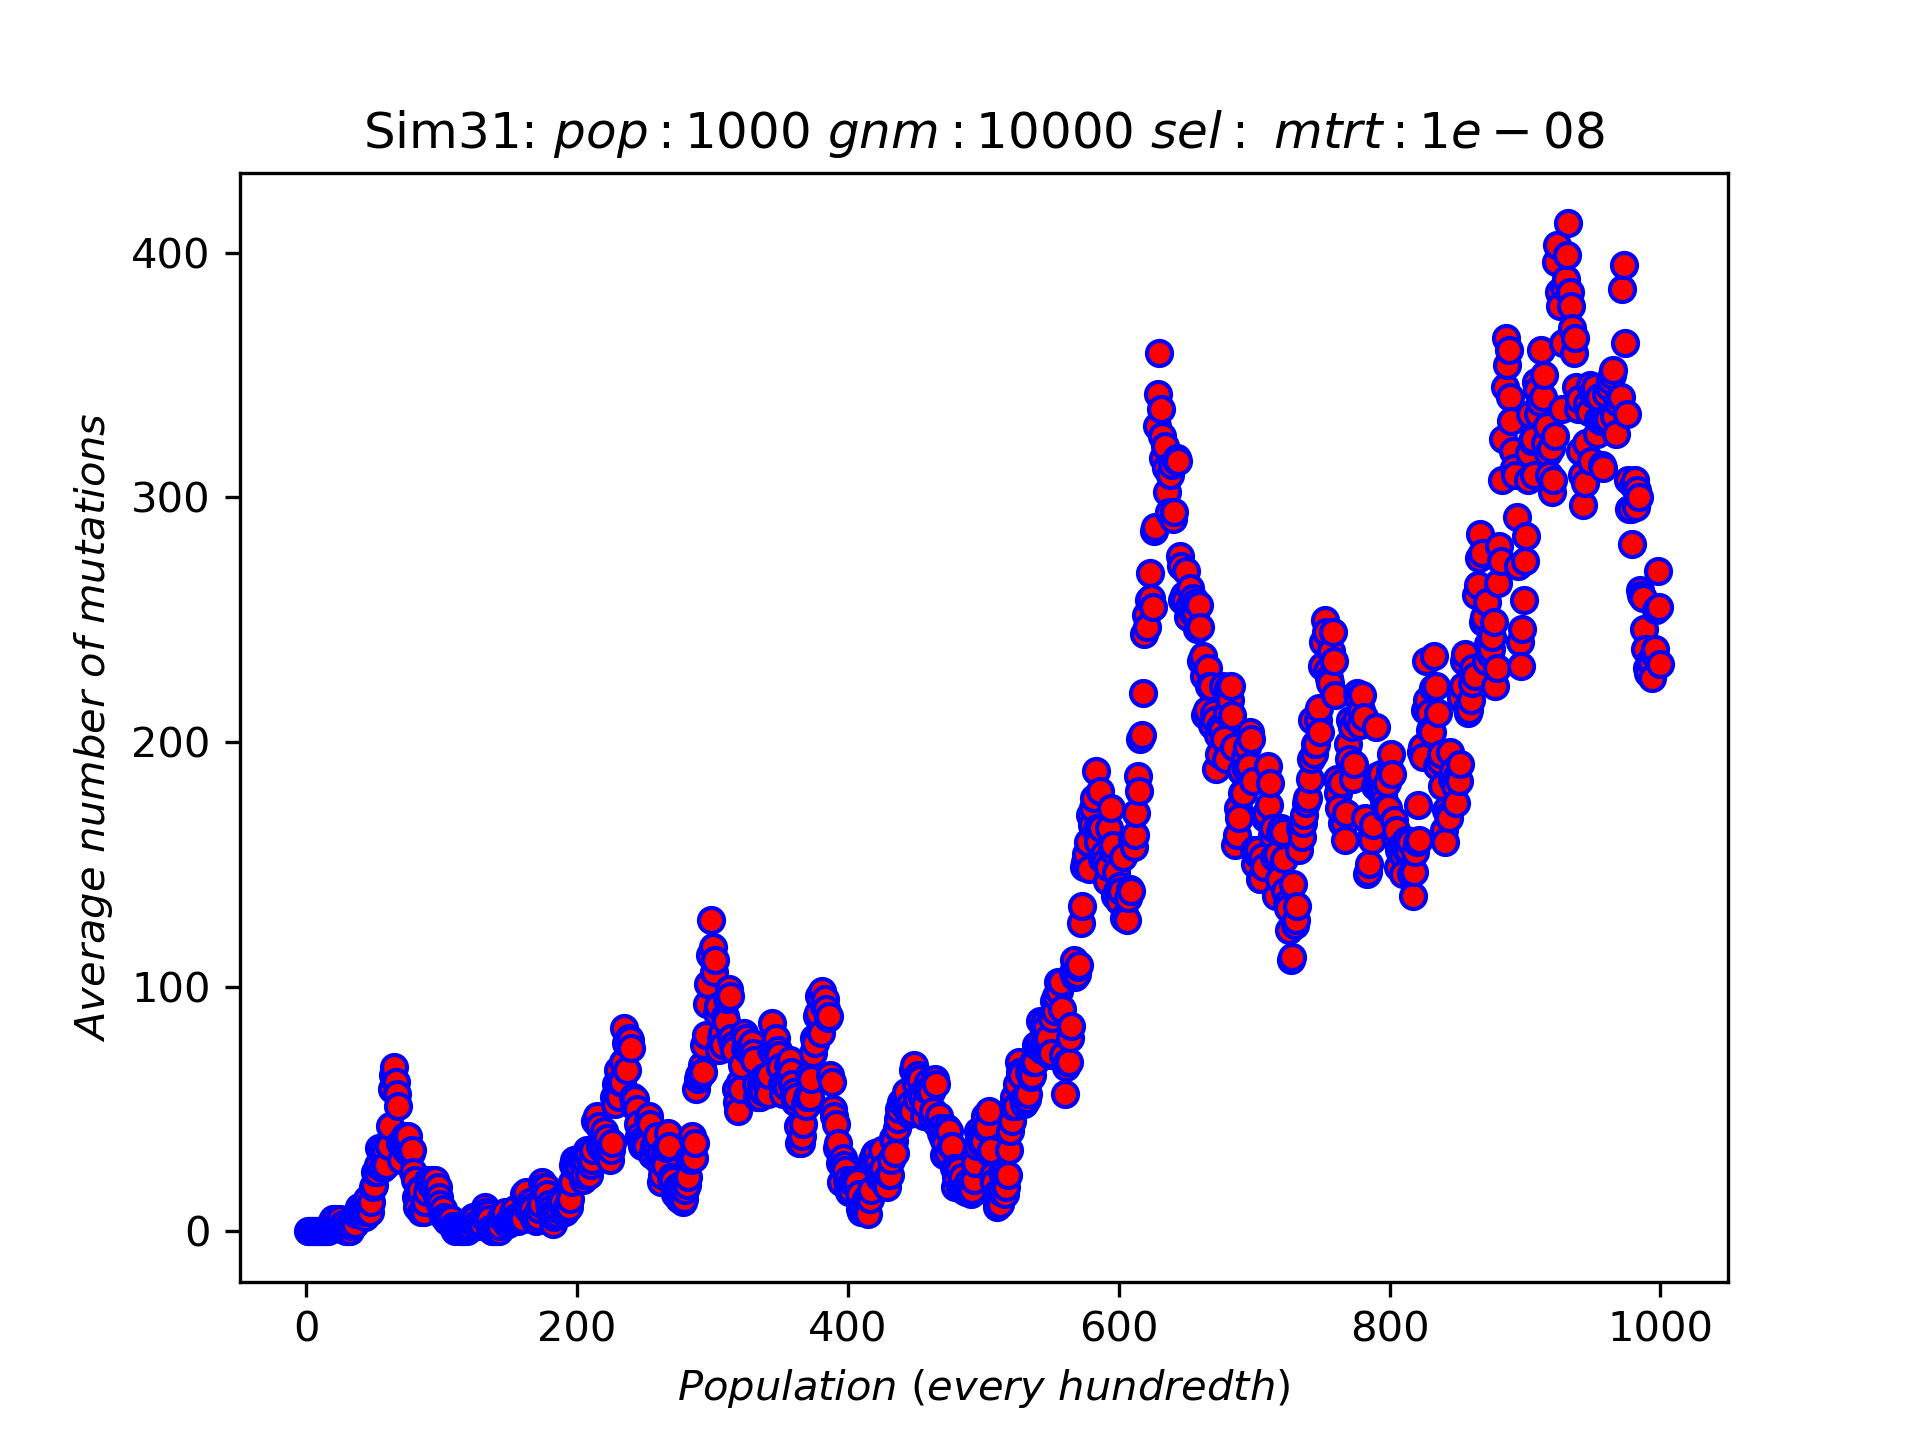 Sim31: pop : 1000 gnm : 10000 sel : mtrt : 1e − 08
Average number of mutations
400
300
200
100
0
0 200 400 600 800 1000
Population (every hundredth)